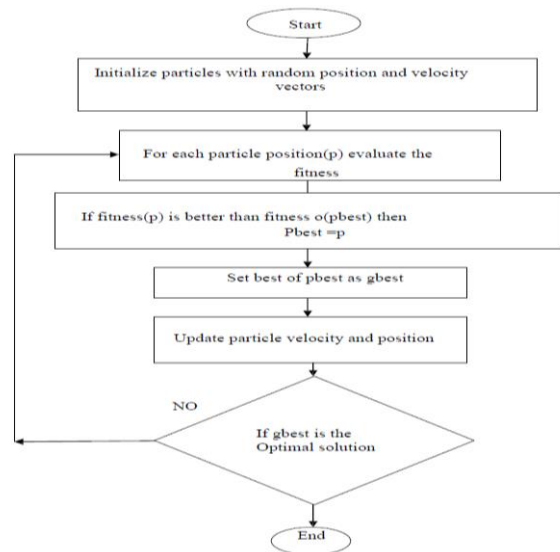 Start
Initialize particles with random position and velocity
vectors
For each particle position(p) evaluate the
fitness
If fitness(p) is better than fitness o(pbest) then
Pbest =p
Set best of pbest as gbest
Update particle velocity and position
NO
If gbest is the
Optimal solution
End